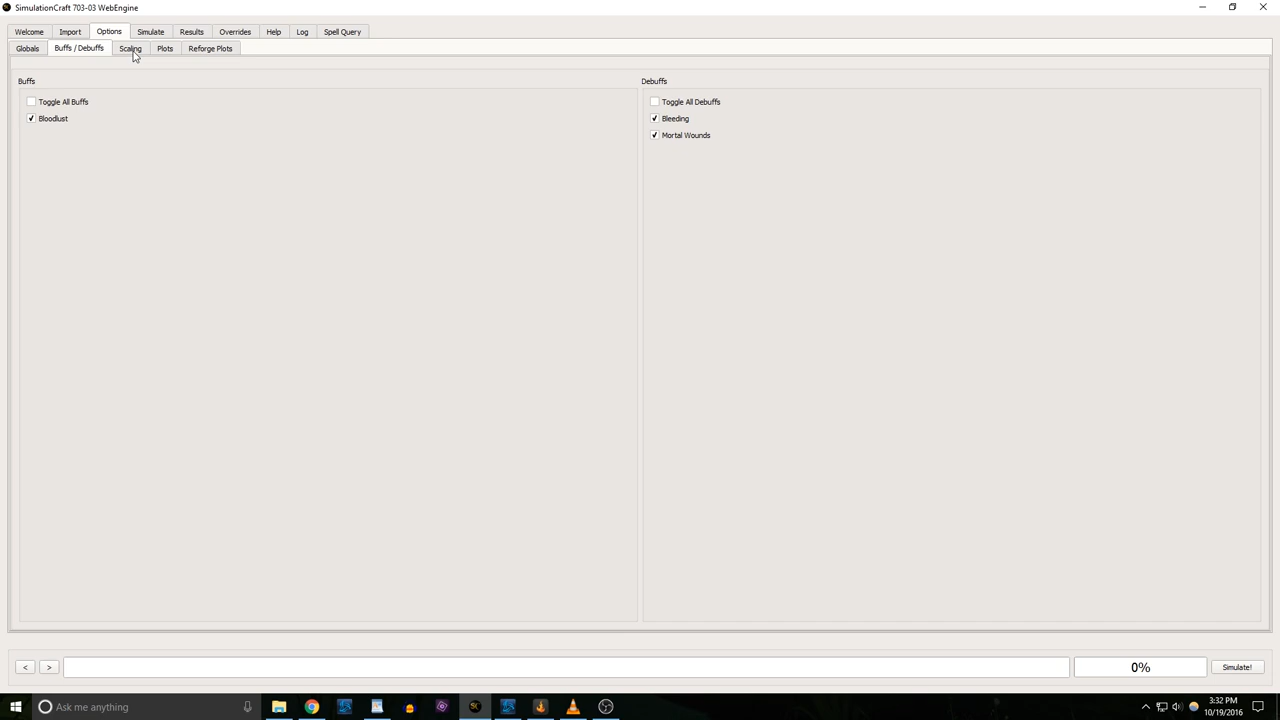 SimulationCraft 703-03 WebEngine
Welcome Import Options Simulate Results Overrides Help Log Spell Query
Globals Buffs / Debuffs Scaling Plots Reforge Plots
Buffs Debuffs
Toggle All Buffs Toggle All Debuffs
Bloodlust Bleeding
Mortal Wounds
< > 0% Simulate!
Ask me anything 3:32 PM
10/19/2016